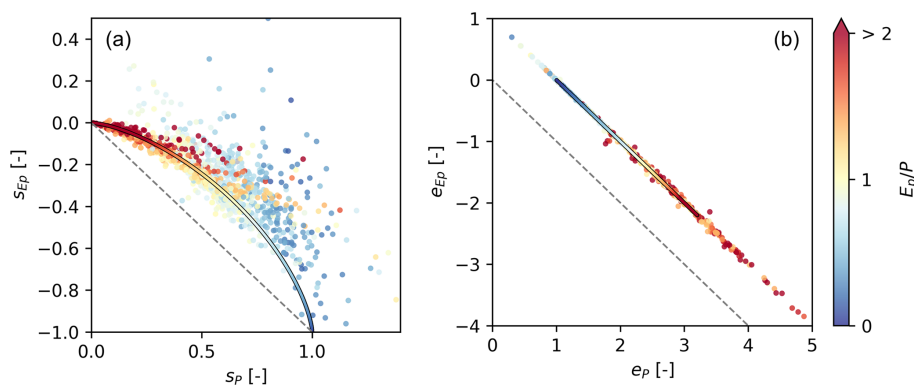 (a)
0.4
0.2
0.0
−0.2
−0.4
−0.6
−0.8
−1.0
s_Ep [-]
0.0 0.5 1.0
s_P [-]
(b)
1
0
−1
−2
−3
−4
e_Ep [-]
0 1 2 3 4 5
e_P [-]
> 2
1
0
E_p/P